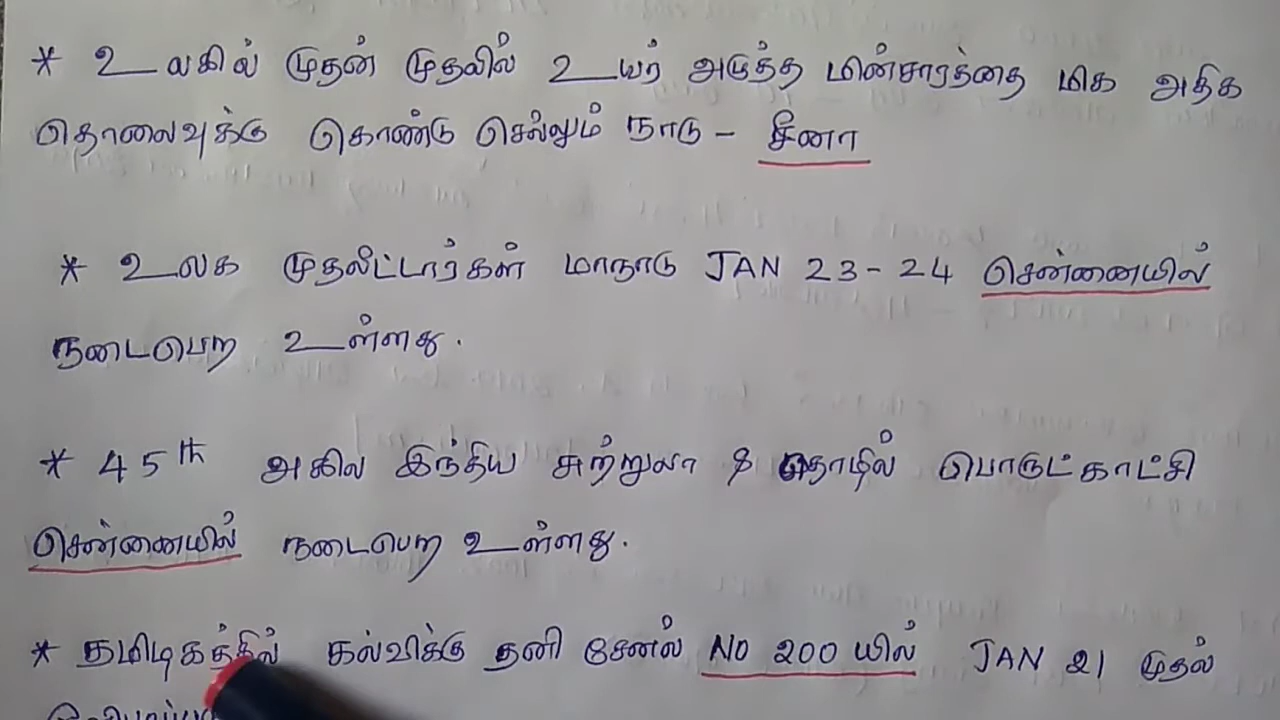 * உலகில் முதன் முதலில் உயர் அழுத்த மின்சாரத்தை மிக அதிக
தொலைவுக்கு கொண்டு செல்லும் நாடு - சீனா
* உலக முதலீட்டார்கள் மாநாடு JAN 23-24 சென்னையில்
நடைபெற உள்ளது.
* 45th அகில இந்திய சுற்றுலா & தொழில் பொருட்காட்சி
சென்னையில் நடைபெற உள்ளது.
* தமிழகத்தில் கல்விக்கு தனி சேனல் NO 200 யில் JAN 21 முதல்